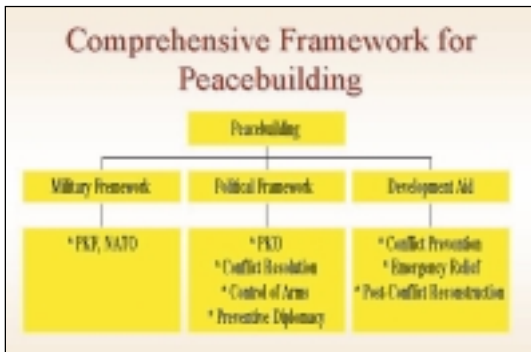 Comprehensive Framework for
Peacebuilding
Peacebuilding
Military Framework
Political Framework
Development Aid
* PKF, NATO
* PKO
* Conflict Resolution
* Control of Arms
* Preventive Diplomacy
* Conflict Prevention
* Emergency Relief
* Post-Conflict Reconstruction